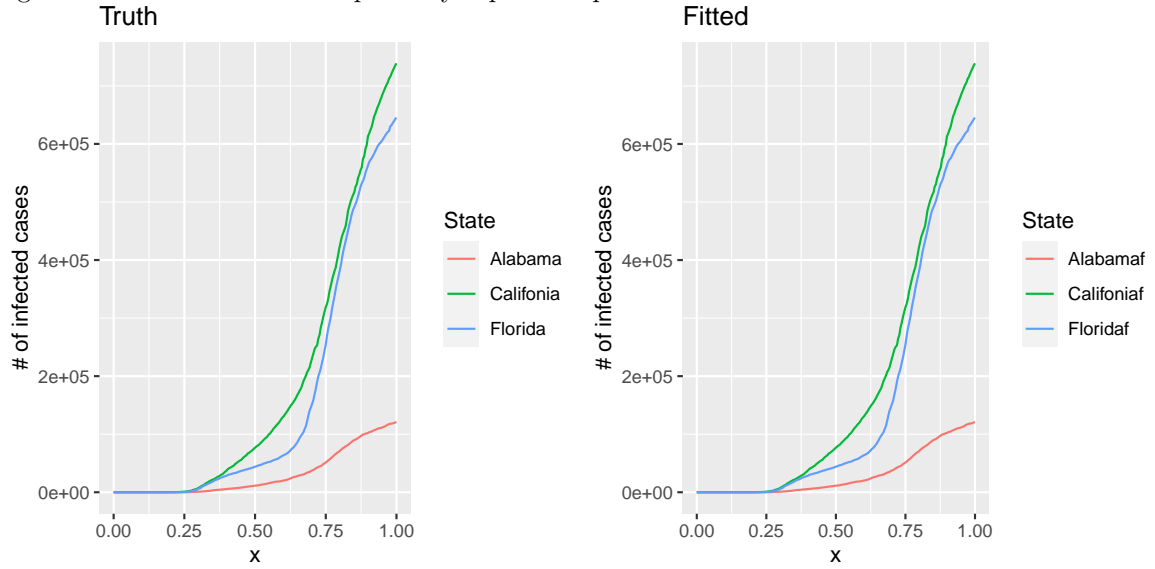 Truth
Fitted
# of infected cases
6e+05
4e+05
2e+05
0e+00
0.00 0.25 0.50 0.75 1.00
x
State
Alabama
Califonia
Florida
# of infected cases
6e+05
4e+05
2e+05
0e+00
0.00 0.25 0.50 0.75 1.00
x
State
Alabamaf
Califoniaf
Floridaf